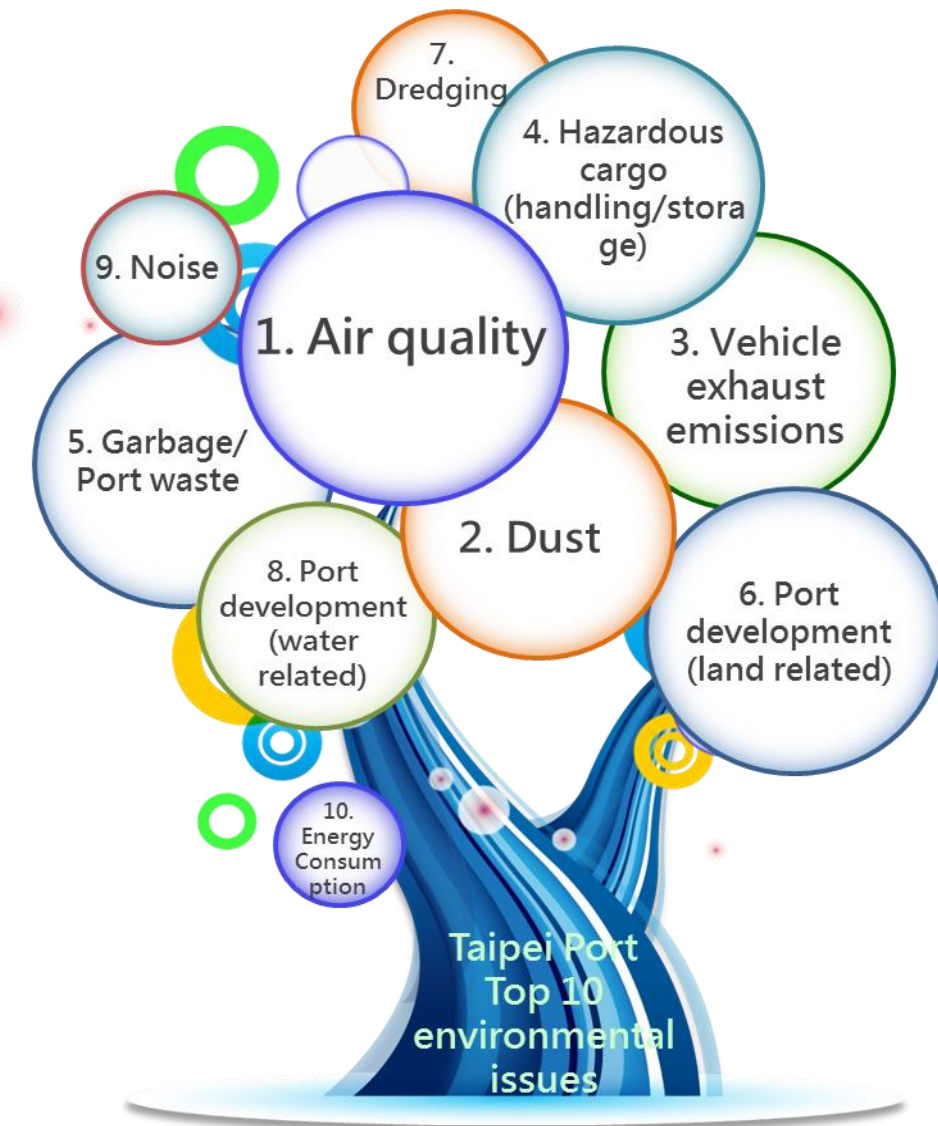 7.
Dredging
4. Hazardous
cargo
(handling/stora
ge)
9. Noise
1. Air quality
3. Vehicle
exhaust
emissions
5. Garbage/
Port waste
2. Dust
8. Port
development
(water
related)
6. Port
development
(land related)
10.
Energy
Consum
ption
Taipei Port
Top 10
environmental
issues